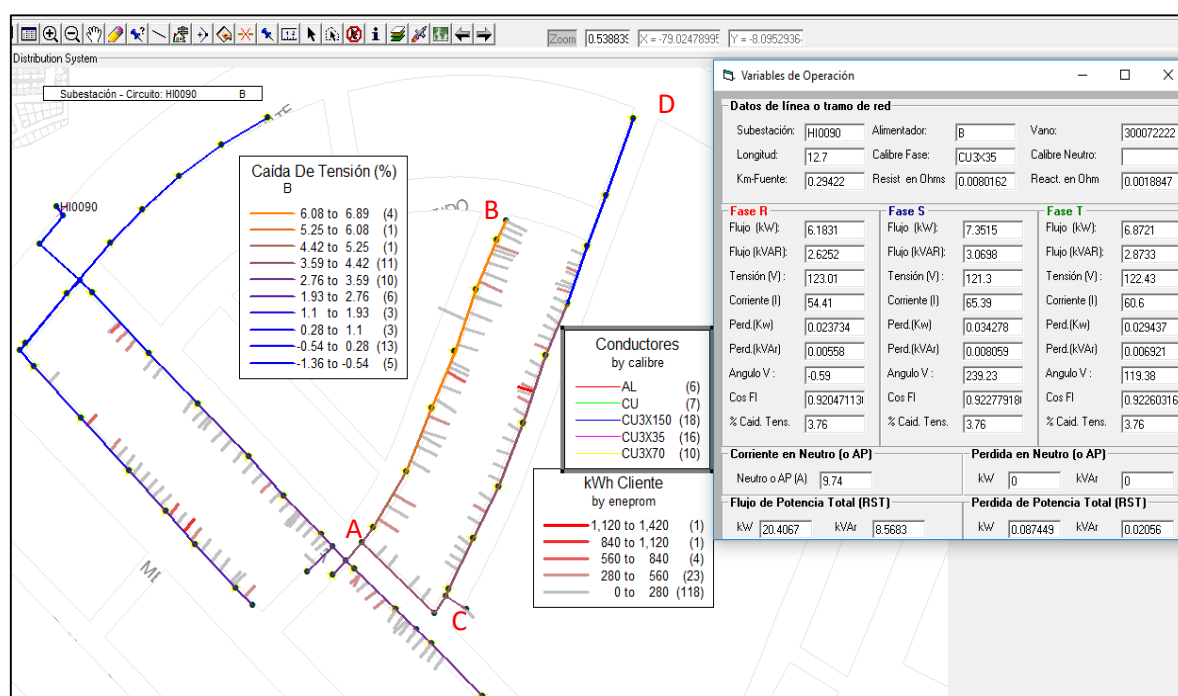 Zoom 0.538839 X = -79.02478995 Y = -8.0952936
Distribution System
Subestación - Circuito: HI0090 B
HI0090
Caída De Tensión (%)
B
6.08 to 6.89 (4)
5.25 to 6.08 (1)
4.42 to 5.25 (1)
3.59 to 4.42 (11)
2.76 to 3.59 (10)
1.93 to 2.76 (6)
1.1 to 1.93 (3)
0.28 to 1.1 (3)
-0.54 to 0.28 (13)
-1.36 to -0.54 (5)
A
B
C
D
Conductores
by calibre
AL (6)
CU (7)
CU3X150 (18)
CU3X35 (16)
CU3X70 (10)
kWh Cliente
by eneprom
1,120 to 1,420 (1)
840 to 1,120 (1)
560 to 840 (4)
280 to 560 (23)
0 to 280 (118)
Variables de Operación
Datos de línea o tramo de red
Subestación: HI0090 Alimentador: B Vano: 300072222
Longitud: 12.7 Calibre Fase: CU3X35 Calibre Neutro:
Km-Fuente: 0.29422 Resist en Ohms 0.0080162 React. en Ohm 0.0018847
Fase R Fase S Fase T
Flujo (kW): 6.1831 Flujo (kW): 7.3515 Flujo (kW): 6.8721
Flujo (kVAR): 2.6252 Flujo (kVAR): 3.0698 Flujo (kVAR): 2.8733
Tensión (V) : 123.01 Tensión (V) : 121.3 Tensión (V) : 122.43
Corriente (I) 54.41 Corriente (I) 65.39 Corriente (I) 60.6
Perd.(Kw) 0.023734 Perd.(Kw) 0.034278 Perd.(Kw) 0.029437
Perd.(kVAr) 0.00558 Perd.(kVAr) 0.008059 Perd.(kVAr) 0.006921
Angulo V : -0.59 Angulo V : 239.23 Angulo V : 119.38
Cos FI 0.92047113 Cos FI 0.92277918 Cos FI 0.92260316
% Caid. Tens. 3.76 % Caid. Tens. 3.76 % Caid. Tens. 3.76
Corriente en Neutro (o AP) Perdida en Neutro (o AP)
Neutro o AP (A) 9.74 kW 0 kVAr 0
Flujo de Potencia Total (RST) Perdida de Potencia Total (RST)
kW 20.4067 kVAr 8.5683 kW 0.087449 kVAr 0.02056